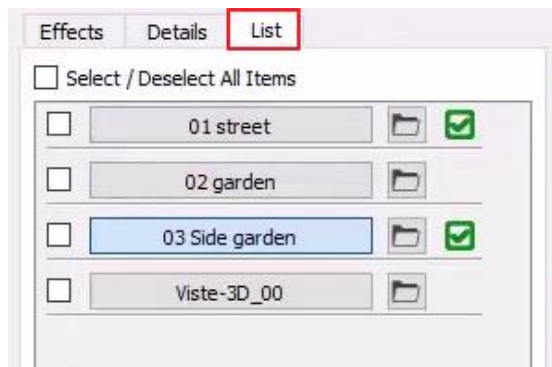 Effects Details List
Select / Deselect All Items
01 street
02 garden
03 Side garden
Viste-3D_00